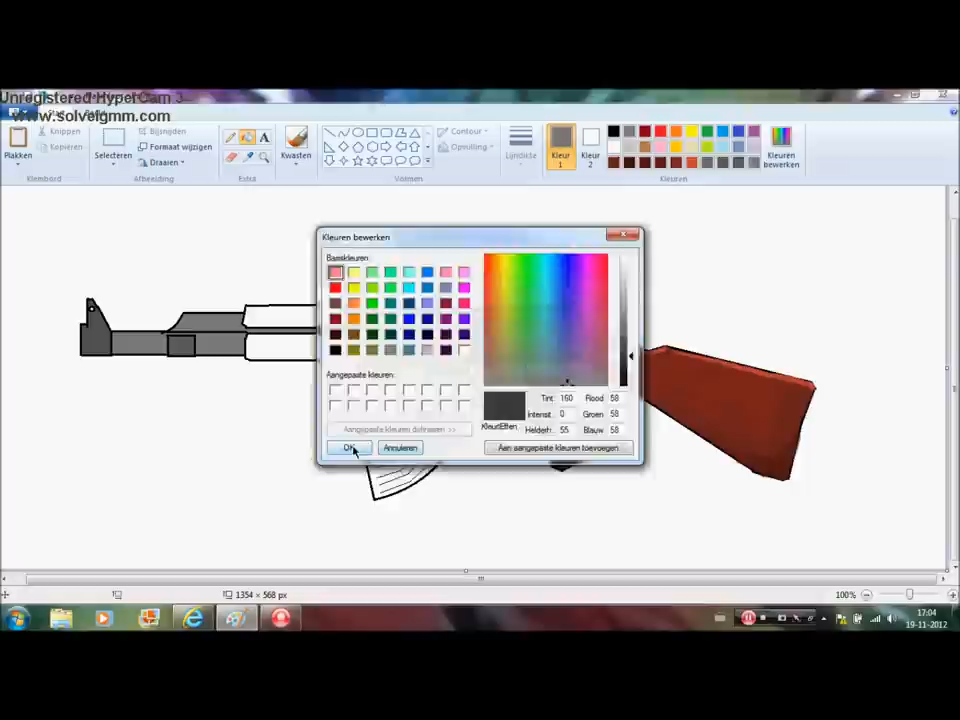 Unregistered HyperCam 3
www.solveigmm.com
Plakken
Knippen
Kopiëren
Klembord
Selecteren
Bijsnijden
Formaat wijzigen
Draaien
Afbeelding
A
Extra
Kwasten
Contour
Opvulling
Vormen
Lijndikte
Kleur
1
Kleur
2
Kleuren
bewerken
Kleuren
Kleuren bewerken
Basiskleuren:
Aangepaste kleuren:
Aangepaste kleuren definiëren >>
OK
Annuleren
Kleur|Effen
Tint: 160
Intensit.: 0
Helderh.: 55
Rood: 58
Groen: 58
Blauw: 58
Aan aangepaste kleuren toevoegen
1354 × 568 px
100%
17:04
19-11-2012